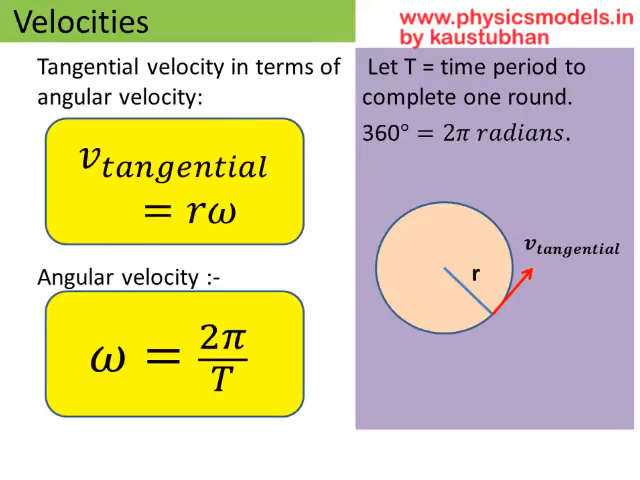 Velocities
www.physicsmodels.in
by kaustubhan
Tangential velocity in terms of
angular velocity:
v_tangential
= rω
Angular velocity :-
ω = 2π/T
Let T = time period to
complete one round.
360° = 2π radians.
v_tangential
r